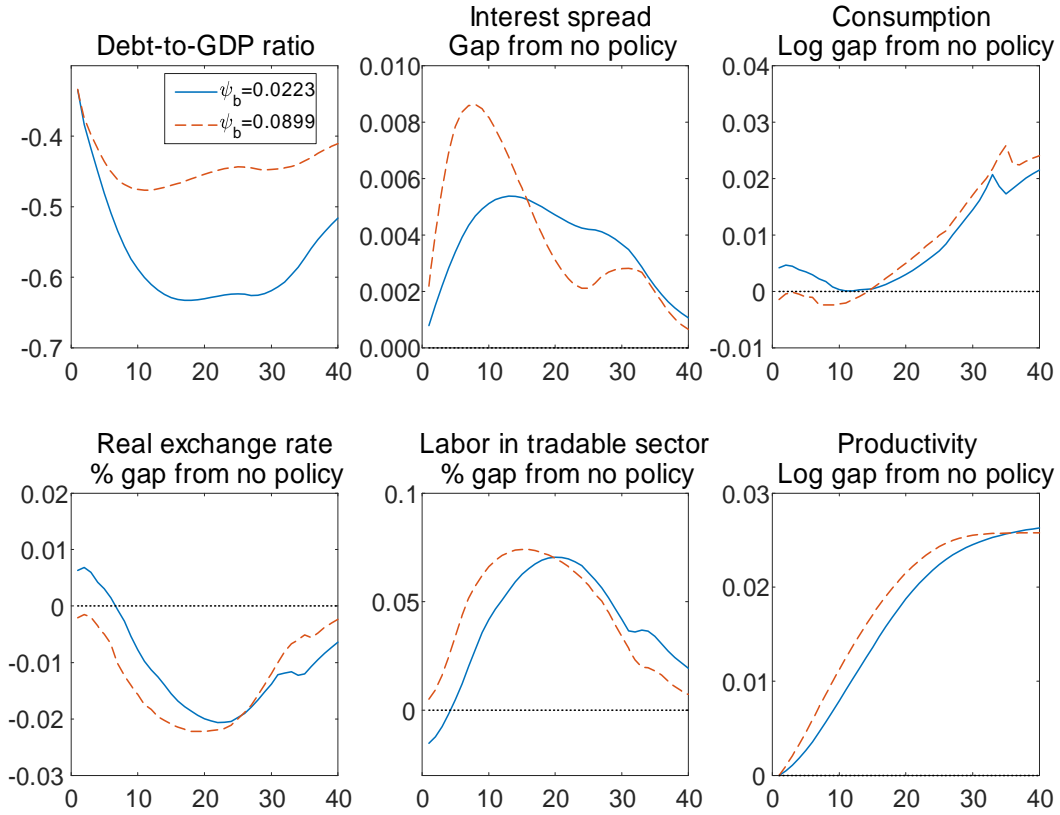 Debt-to-GDP ratio
ψ_b=0.0223
ψ_b=0.0899
-0.4
-0.5
-0.6
-0.7
0 10 20 30 40
Interest spread
Gap from no policy
0.010
0.008
0.006
0.004
0.002
0.000
0 10 20 30 40
Consumption
Log gap from no policy
0.04
0.03
0.02
0.01
0
-0.01
0 10 20 30 40
Real exchange rate
% gap from no policy
0.02
0.01
0
-0.01
-0.02
-0.03
0 10 20 30 40
Labor in tradable sector
% gap from no policy
0.1
0.05
0
0 10 20 30 40
Productivity
Log gap from no policy
0.03
0.02
0.01
0
0 10 20 30 40